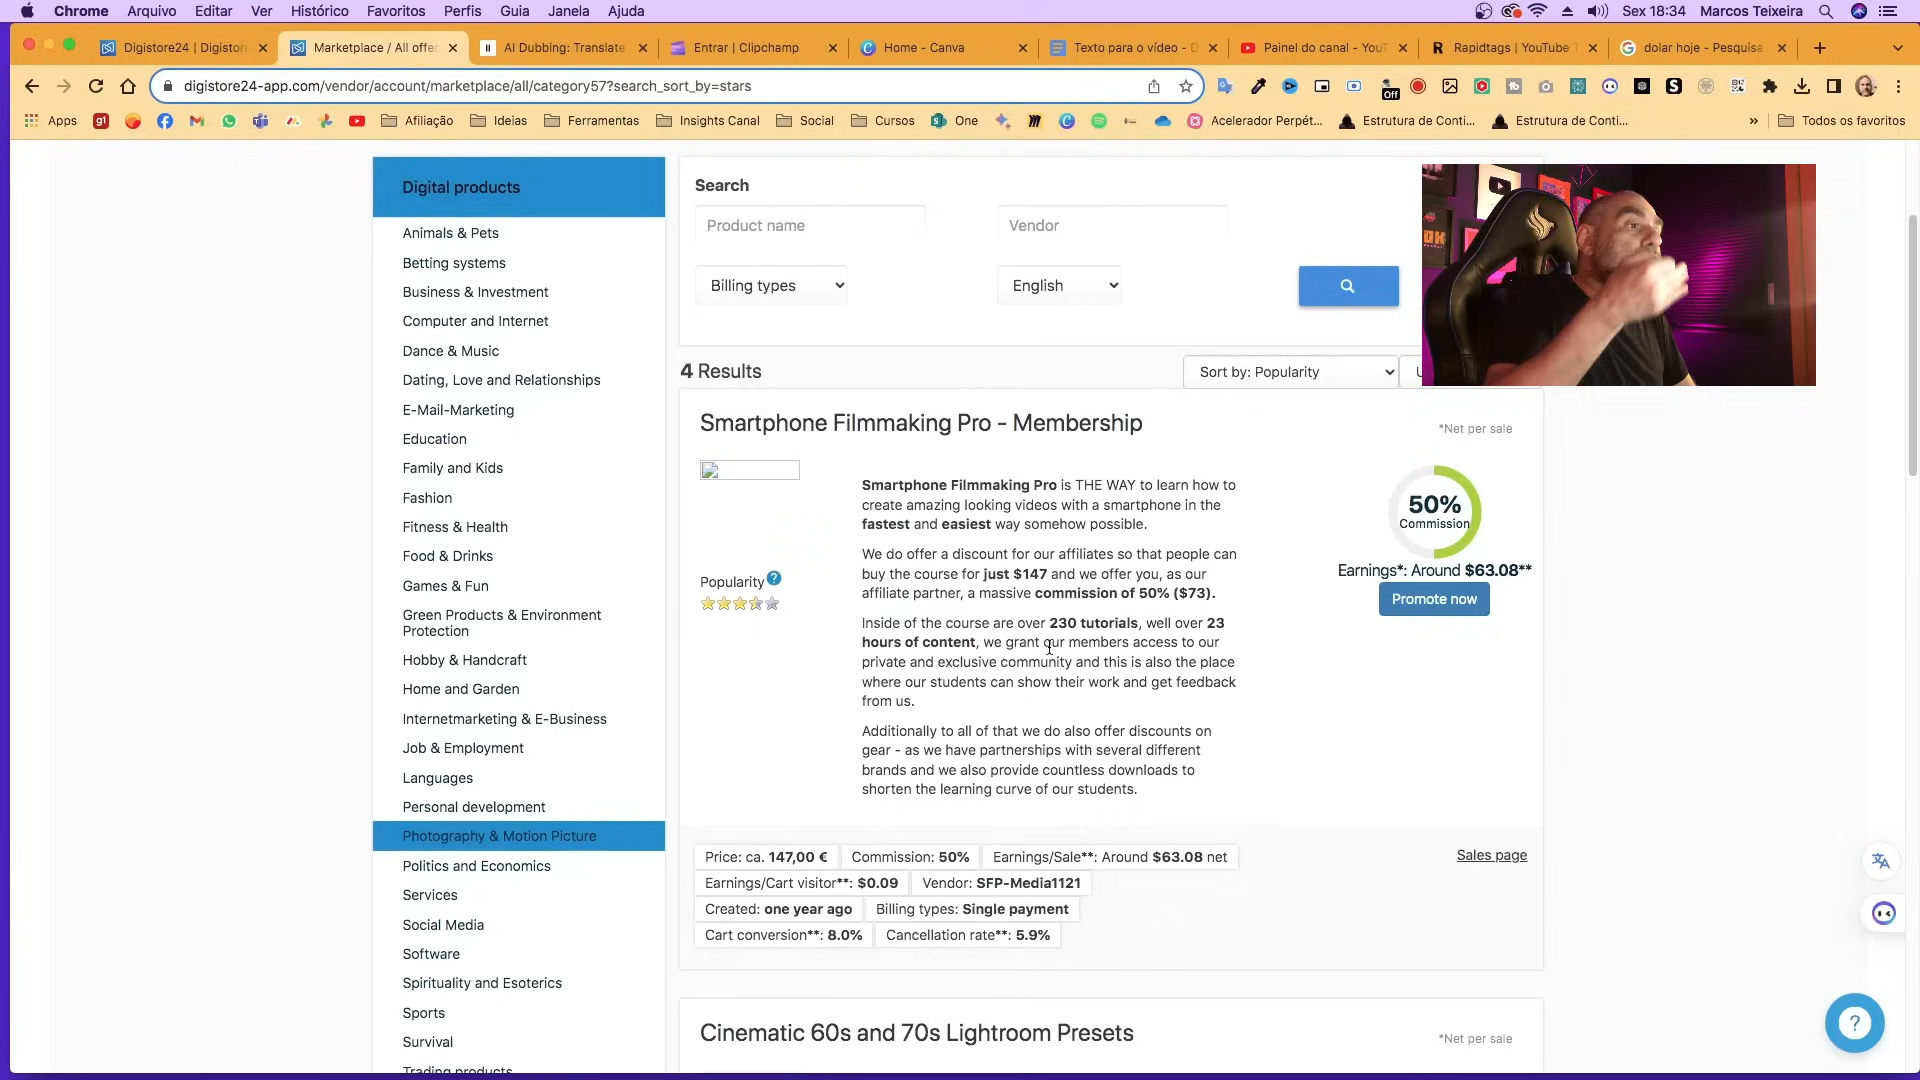 Chrome Arquivo Editar Ver Histórico Favoritos Perfis Guia Janela Ajuda Sex 18:34 Marcos Teixeira
Digistore24 | Digistore Marketplace / All offer AI Dubbing: Translate Entrar | Clipchamp Home - Canva Texto para o vídeo - D Painel do canal - YouT Rapidtags | YouTube T dolar hoje - Pesquisa
digistore24-app.com/vendor/account/marketplace/all/category57?search_sort_by=stars
Off
Apps Afiliação Ideias Ferramentas Insights Canal Social Cursos One Acelerador Perpét... Estrutura de Conti... Estrutura de Conti... » Todos os favoritos
Digital products
Animals & Pets
Betting systems
Business & Investment
Computer and Internet
Dance & Music
Dating, Love and Relationships
E-Mail-Marketing
Education
Family and Kids
Fashion
Fitness & Health
Food & Drinks
Games & Fun
Green Products & Environment
Protection
Hobby & Handcraft
Home and Garden
Internetmarketing & E-Business
Job & Employment
Languages
Personal development
Photography & Motion Picture
Politics and Economics
Services
Social Media
Software
Spirituality and Esoterics
Sports
Survival
Trading products
Search
Product name Vendor
Billing types English
4 Results
Sort by: Popularity
Smartphone Filmmaking Pro - Membership
*Net per sale
Popularity
Smartphone Filmmaking Pro is THE WAY to learn how to
create amazing looking videos with a smartphone in the
fastest and easiest way somehow possible.
We do offer a discount for our affiliates so that people can
buy the course for just $147 and we offer you, as our
affiliate partner, a massive commission of 50% ($73).
Inside of the course are over 230 tutorials, well over 23
hours of content, we grant our members access to our
private and exclusive community and this is also the place
where our students can show their work and get feedback
from us.
Additionally to all of that we do also offer discounts on
gear - as we have partnerships with several different
brands and we also provide countless downloads to
shorten the learning curve of our students.
50%
Commission
Earnings*: Around $63.08**
Promote now
Price: ca. 147,00 € Commission: 50% Earnings/Sale**: Around $63.08 net
Earnings/Cart visitor**: $0.09 Vendor: SFP-Media1121
Created: one year ago Billing types: Single payment
Cart conversion**: 8.0% Cancellation rate**: 5.9%
Sales page
Cinematic 60s and 70s Lightroom Presets
*Net per sale